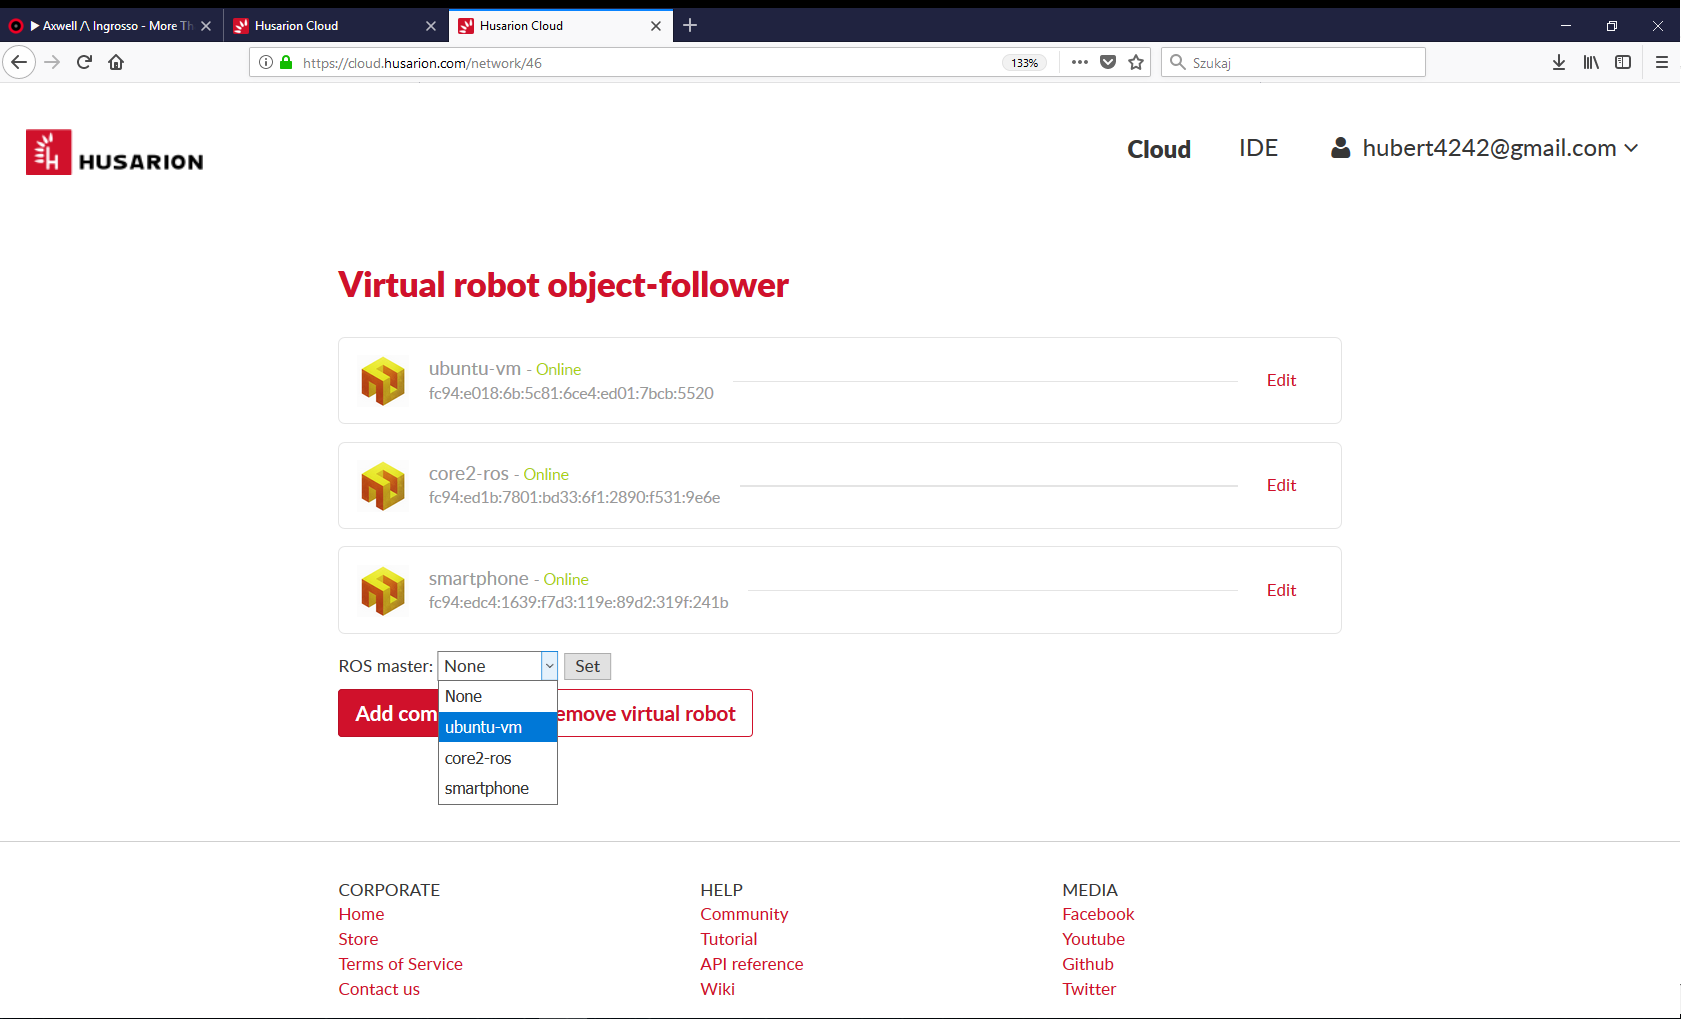 ▶ Axwell /\ Ingrosso - More Th
Husarion Cloud
Husarion Cloud
https://cloud.husarion.com/network/46
133%
Szukaj
HUSARION
Cloud
IDE
hubert4242@gmail.com
Virtual robot object-follower
ubuntu-vm - Online
fc94:e018:6b:5c81:6ce4:ed01:7bcb:5520
Edit
core2-ros - Online
fc94:ed1b:7801:bd33:6f1:2890:f531:9e6e
Edit
smartphone - Online
fc94:edc4:1639:f7d3:119e:89d2:319f:241b
Edit
ROS master: None Set
None
Add com emove virtual robot
ubuntu-vm
core2-ros
smartphone
CORPORATE
Home
Store
Terms of Service
Contact us
HELP
Community
Tutorial
API reference
Wiki
MEDIA
Facebook
Youtube
Github
Twitter